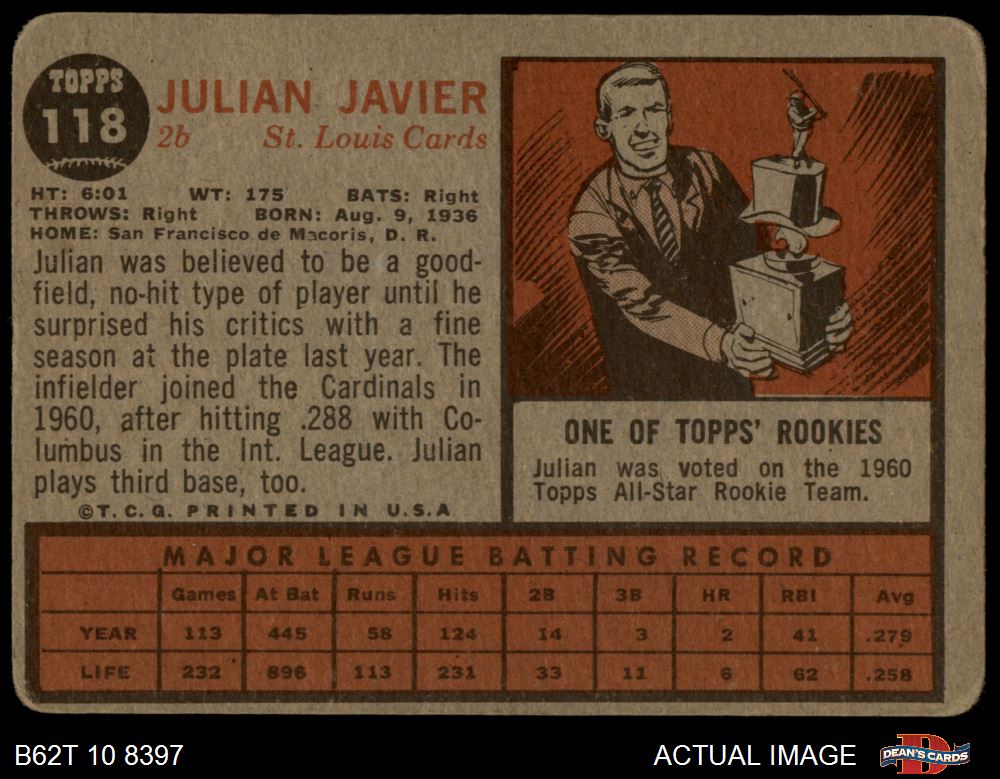 TOPPS
118
JULIAN JAVIER
2b St. Louis Cards
HT: 6:01 WT: 175 BATS: Right
THROWS: Right BORN: Aug. 9, 1936
HOME: San Francisco de Macoris, D. R.
Julian was believed to be a good-
field, no-hit type of player until he
surprised his critics with a fine
season at the plate last year. The
infielder joined the Cardinals in
1960, after hitting .288 with Co-
lumbus in the Int. League. Julian
plays third base, too.
©T.C.G. PRINTED IN U.S.A
ONE OF TOPPS' ROOKIES
Julian was voted on the 1960
Topps All-Star Rookie Team.
MAJOR LEAGUE BATTING RECORD
Games At Bat Runs Hits 2B 3B HR RBI Avg
YEAR 113 445 58 124 14 3 2 41 .279
LIFE 232 896 113 231 33 11 6 62 .258
B62T 10 8397
ACTUAL IMAGE
DEAN'S CARDS